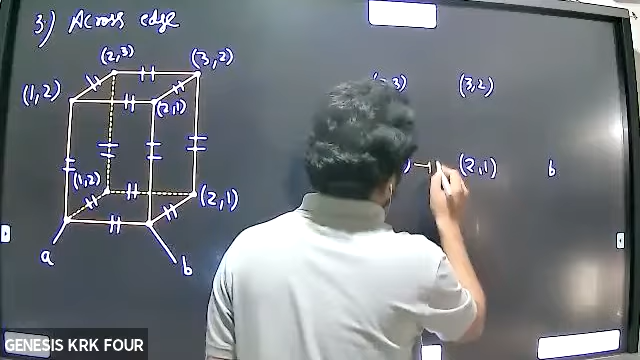 3.) Across edge
(2,3)
(3,2)
(1,2)
(2,1)
(1,2)
(2,1)
a
b
(3,2)
(2,1)
b
GENESIS KRK FOUR